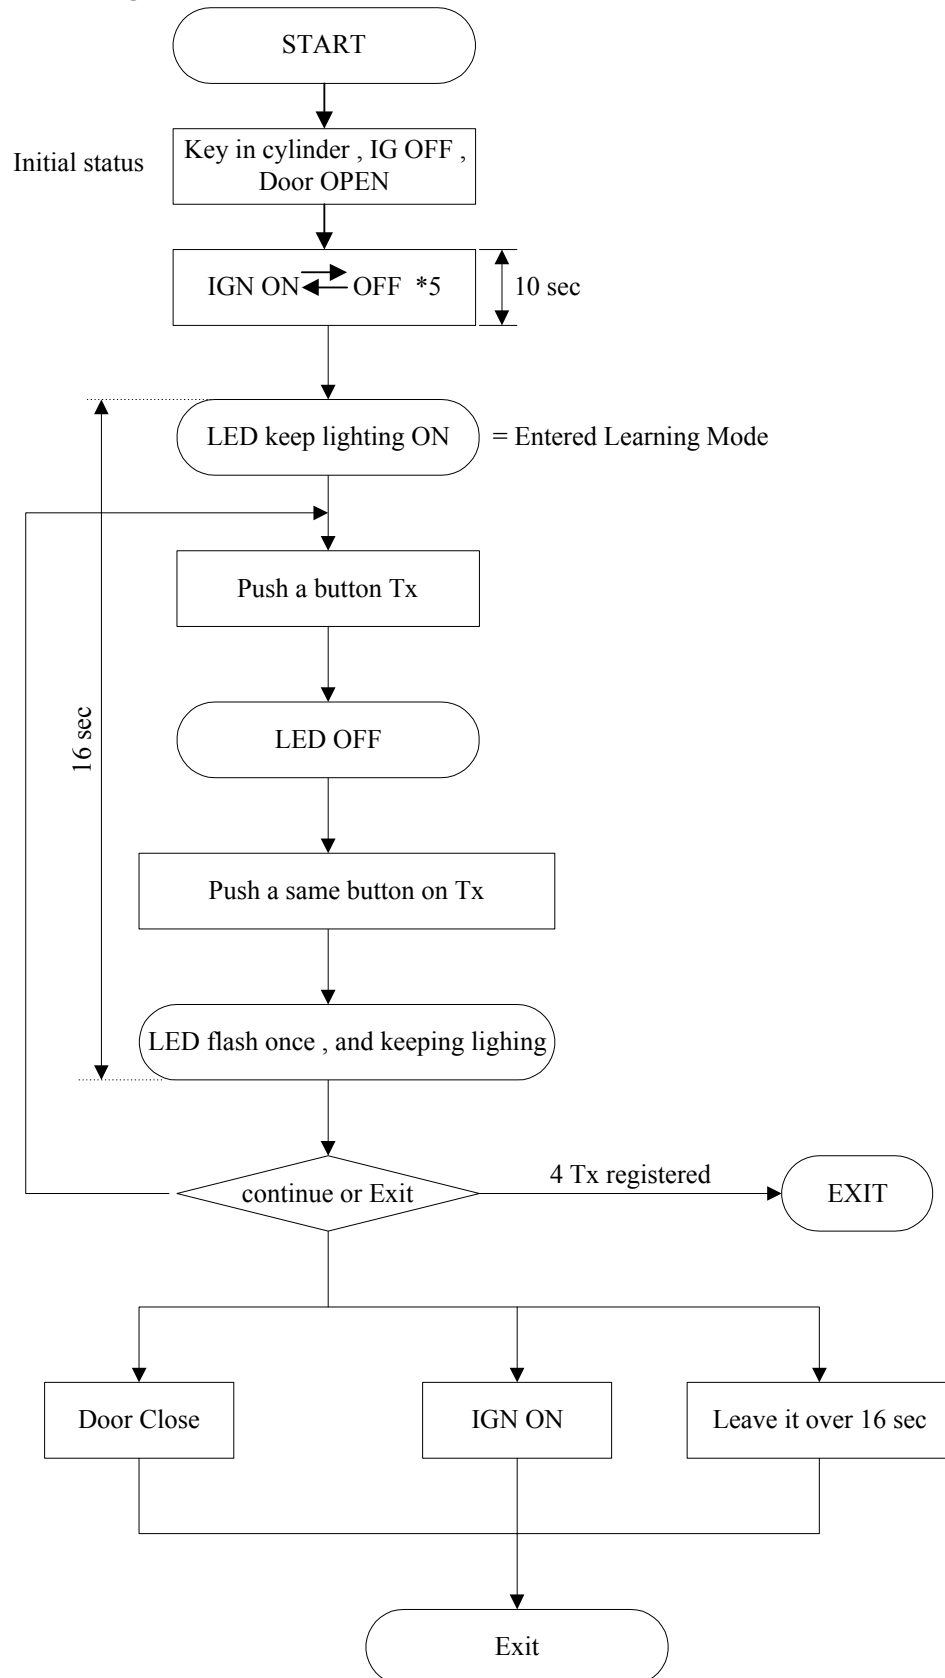 START
Initial status
Key in cylinder , IG OFF ,
Door OPEN
IGN ON OFF *5
10 sec
LED keep lighting ON
= Entered Learning Mode
Push a button Tx
16 sec
LED OFF
Push a same button on Tx
LED flash once , and keeping lighing
continue or Exit
4 Tx registered
EXIT
Door Close
IGN ON
Leave it over 16 sec
Exit